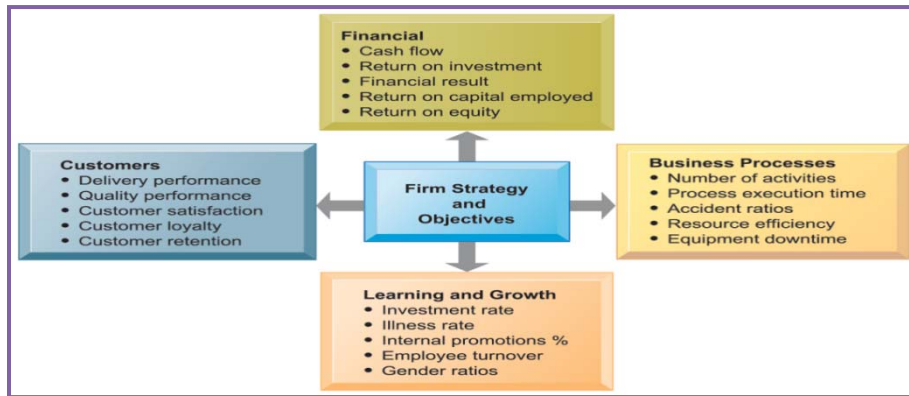 Financial
• Cash flow
• Return on investment
• Financial result
• Return on capital employed
• Return on equity
Customers
• Delivery performance
• Quality performance
• Customer satisfaction
• Customer loyalty
• Customer retention
Firm Strategy
and
Objectives
Business Processes
• Number of activities
• Process execution time
• Accident ratios
• Resource efficiency
• Equipment downtime
Learning and Growth
• Investment rate
• Illness rate
• Internal promotions %
• Employee turnover
• Gender ratios